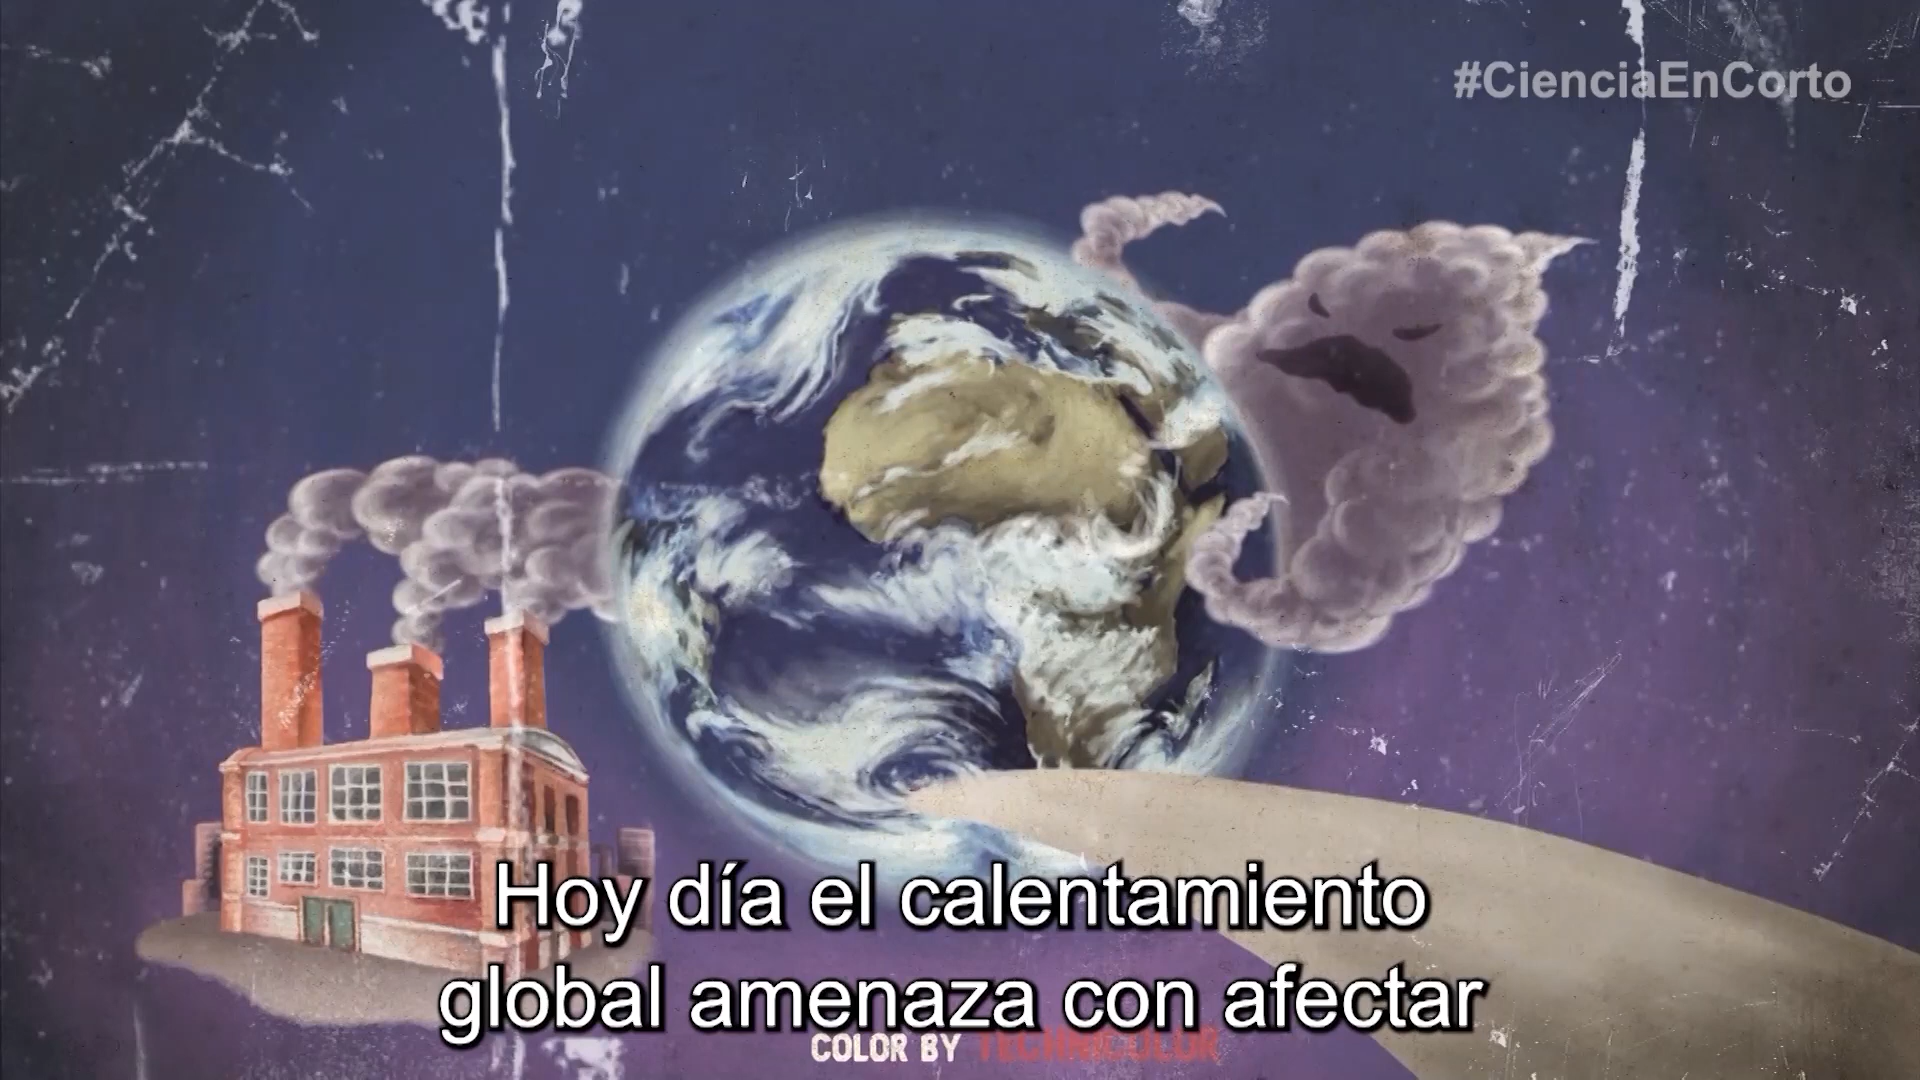 #CienciaEnCorto
Hoy día el calentamiento
global amenaza con afectar
COLOR BY TECHNICOLOR